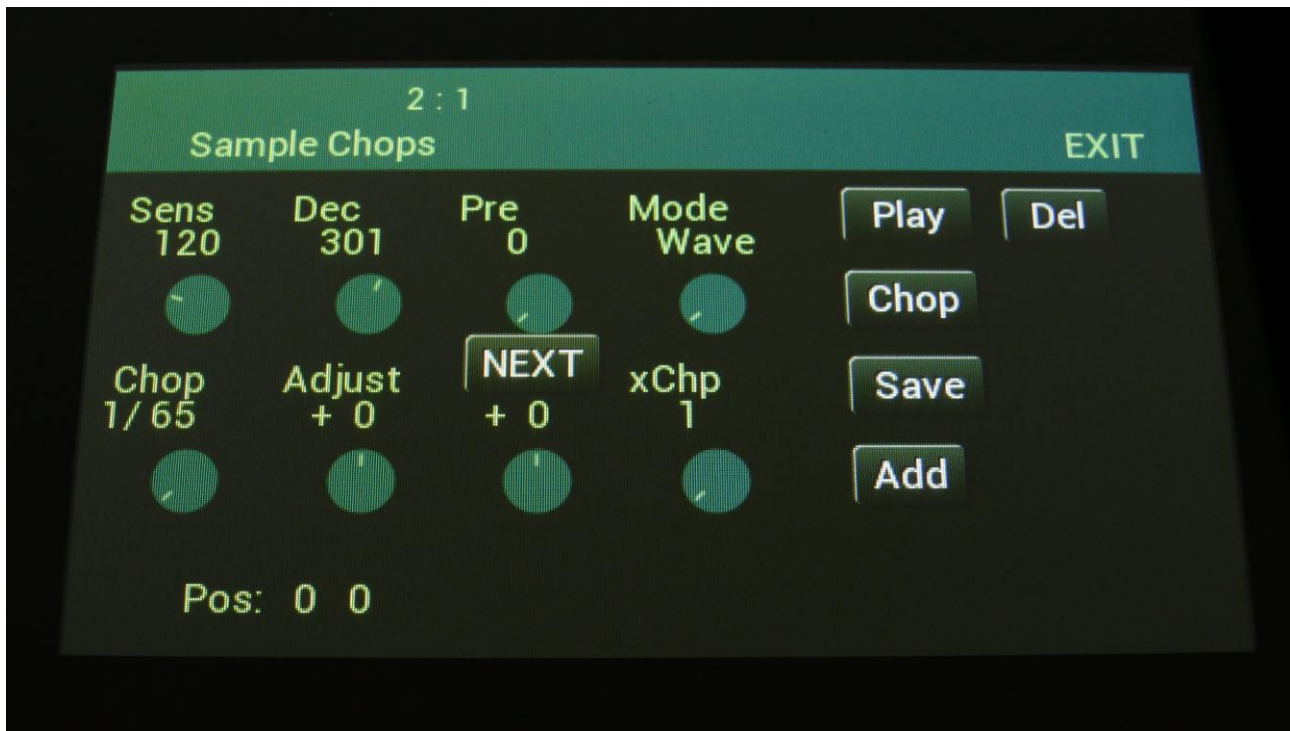 2 : 1
Sample Chops EXIT
Sens Dec Pre Mode Play Del
120 301 0 Wave
Chop
NEXT
Chop Adjust xChp Save
1/ 65 + 0 + 0 1
Add
Pos: 0 0